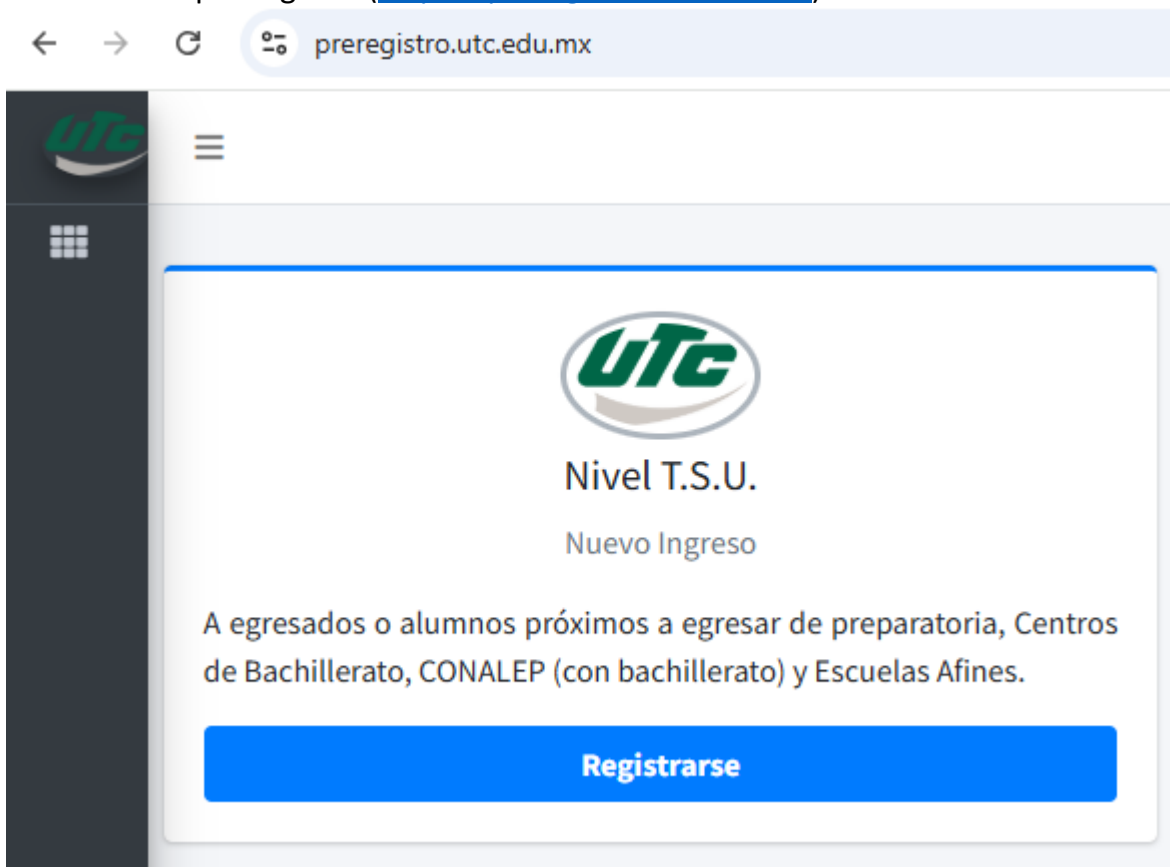 preregistro.utc.edu.mx
UTC
UTC
Nivel T.S.U.
Nuevo Ingreso
A egresados o alumnos próximos a egresar de preparatoria, Centros
de Bachillerato, CONALEP (con bachillerato) y Escuelas Afines.
Registrarse